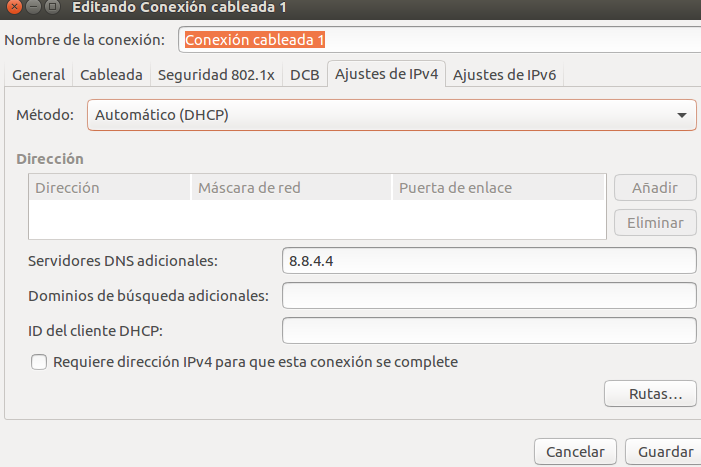 Editando Conexión cableada 1
Nombre de la conexión: Conexión cableada 1
General Cableada Seguridad 802.1x DCB Ajustes de IPv4 Ajustes de IPv6
Método: Automático (DHCP)
Dirección
Dirección Máscara de red Puerta de enlace Añadir
Eliminar
Servidores DNS adicionales: 8.8.4.4
Dominios de búsqueda adicionales:
ID del cliente DHCP:
Requiere dirección IPv4 para que esta conexión se complete
Rutas...
Cancelar Guardar